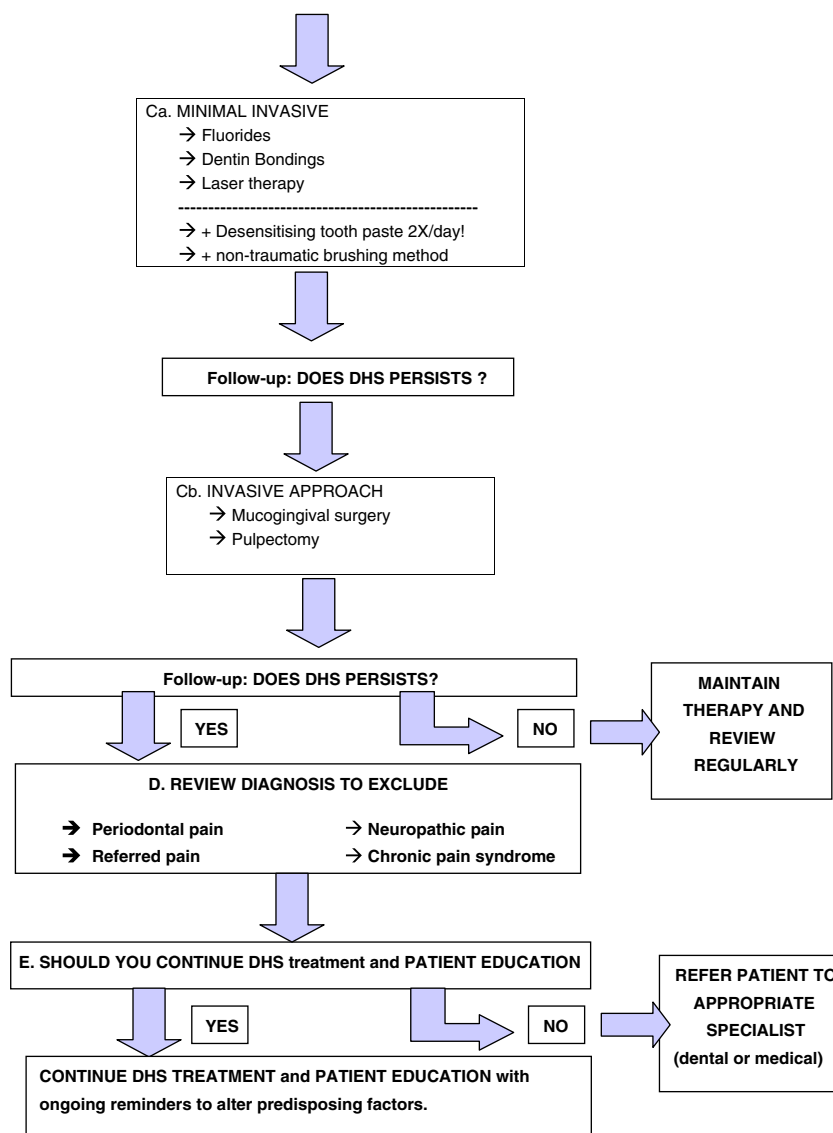 Ca. MINIMAL INVASIVE
→ Fluorides
→ Dentin Bondings
→ Laser therapy
--------------------------------------------------
→ + Desensitising tooth paste 2X/day!
→ + non-traumatic brushing method
Follow-up: DOES DHS PERSISTS ?
Cb. INVASIVE APPROACH
→ Mucogingival surgery
→ Pulpectomy
Follow-up: DOES DHS PERSISTS?
YES
NO
MAINTAIN
THERAPY AND
REVIEW
REGULARLY
D. REVIEW DIAGNOSIS TO EXCLUDE
→ Periodontal pain
→ Neuropathic pain
→ Referred pain
→ Chronic pain syndrome
E. SHOULD YOU CONTINUE DHS treatment and PATIENT EDUCATION
YES
NO
REFER PATIENT TO
APPROPRIATE
SPECIALIST
(dental or medical)
CONTINUE DHS TREATMENT and PATIENT EDUCATION with
ongoing reminders to alter predisposing factors.